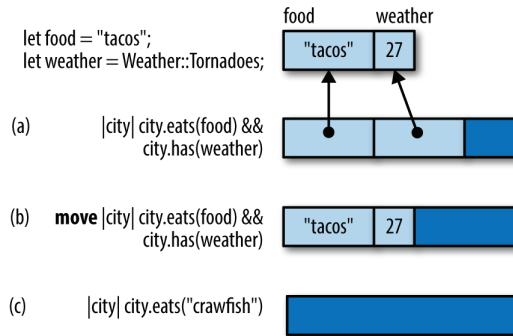 food weather
let food = "tacos";
let weather = Weather::Tornadoes;
"tacos" 27
(a) |city| city.eats(food) &&
city.has(weather)
(b) move |city| city.eats(food) &&
city.has(weather)
"tacos" 27
(c) |city| city.eats("crawfish")